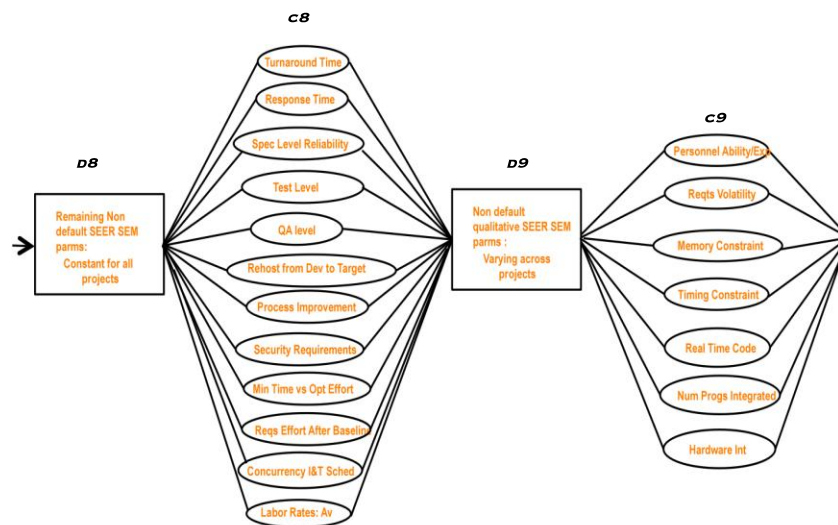 C8
Turnaround Time
Response Time
Spec Level Reliability
Test Level
QA level
Rehost from Dev to Target
Process Improvement
Security Requirements
Min Time vs Opt Effort
Reqs Effort After Baseline
Concurrency I&T Sched
Labor Rates: Av
D8
Remaining Non
default SEER SEM
parms:
Constant for all
projects
D9
Non default
qualitative SEER SEM
parms :
Varying across
projects
C9
Personnel Ability/Exp
Reqts Volatility
Memory Constraint
Timing Constraint
Real Time Code
Num Progs Integrated
Hardware Int